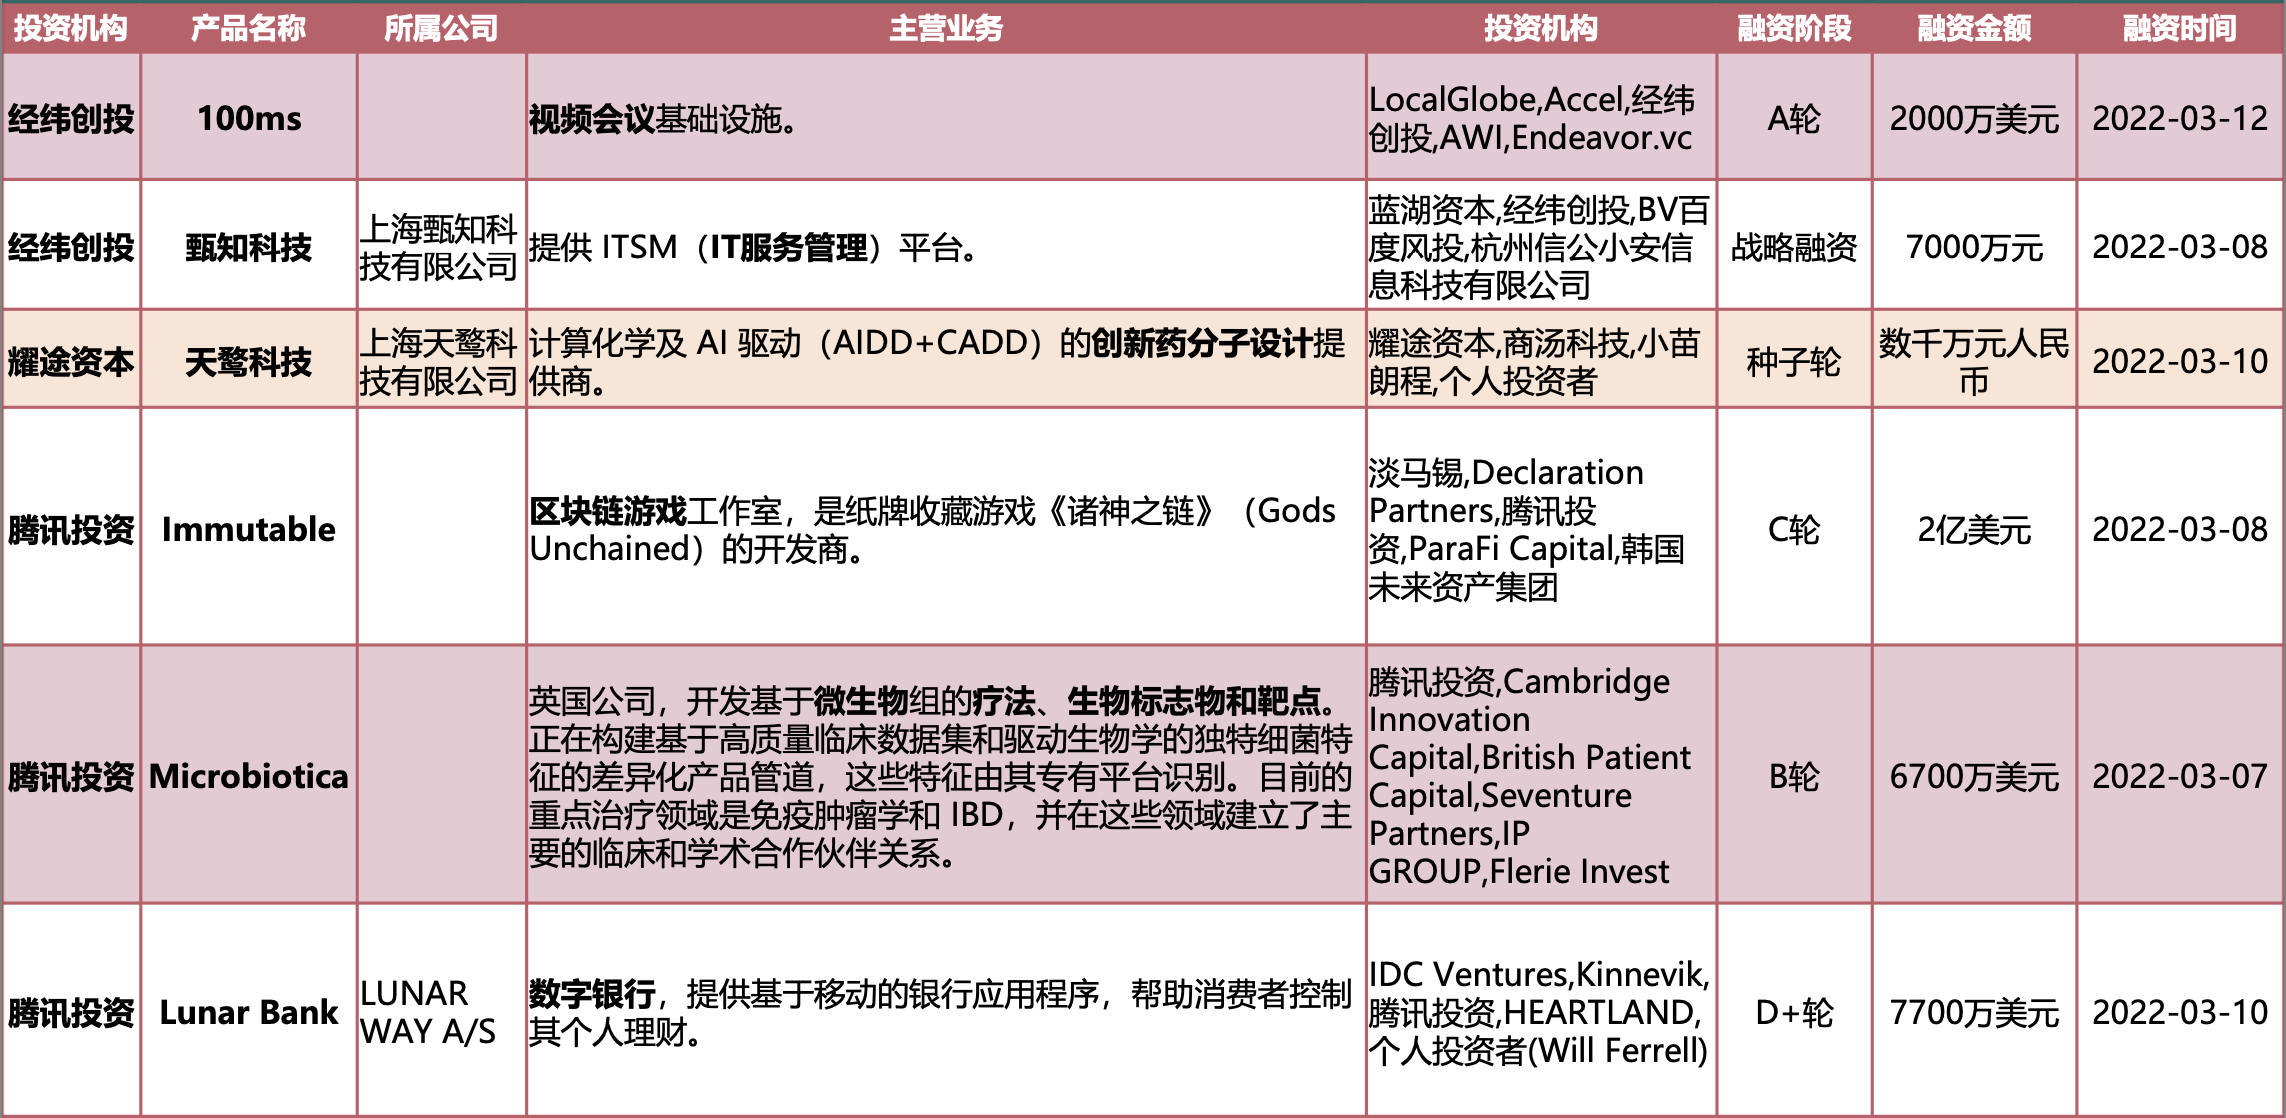 投资机构 产品名称 所属公司 主营业务 投资机构 融资阶段 融资金额 融资时间
经纬创投
100ms
视频会议基础设施。
LocalGlobe,Accel,经纬
创投,AWI,Endeavor.vc
A轮
2000万美元
2022-03-12
经纬创投
甄知科技
上海甄知科
技有限公司
提供 ITSM（IT服务管理）平台。
蓝湖资本,经纬创投,BV百
度风投,杭州信公小安信
息科技有限公司
战略融资
7000万元
2022-03-08
耀途资本
天鹜科技
上海天鹜科
技有限公司
计算化学及 AI 驱动（AIDD+CADD）的创新药分子设计提
供商。
耀途资本,商汤科技,小苗
朗程,个人投资者
种子轮
数千万元人民
币
2022-03-10
腾讯投资
Immutable
区块链游戏工作室，是纸牌收藏游戏《诸神之链》（Gods
Unchained）的开发商。
淡马锡,Declaration
Partners,腾讯投
资,ParaFi Capital,韩国
未来资产集团
C轮
2亿美元
2022-03-08
腾讯投资
Microbiotica
英国公司，开发基于微生物组的疗法、生物标志物和靶点。
正在构建基于高质量临床数据集和驱动生物学的独特细菌特
征的差异化产品管道，这些特征由其专有平台识别。目前的
重点治疗领域是免疫肿瘤学和 IBD，并在这些领域建立了主
要的临床和学术合作伙伴关系。
腾讯投资,Cambridge
Innovation
Capital,British Patient
Capital,Seventure
Partners,IP
GROUP,Flerie Invest
B轮
6700万美元
2022-03-07
腾讯投资
Lunar Bank
LUNAR
WAY A/S
数字银行，提供基于移动的银行应用程序，帮助消费者控制
其个人理财。
IDC Ventures,Kinnevik,
腾讯投资,HEARTLAND,
个人投资者(Will Ferrell)
D+轮
7700万美元
2022-03-10